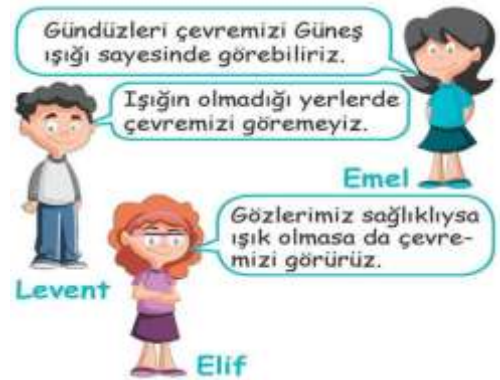 Gündüzleri çevremizi Güneş
ışığı sayesinde görebiliriz.
Işığın olmadığı yerlerde
çevremizi göremeyiz.
Emel
Gözlerimiz sağlıklıysa
ışık olmasa da çevre-
mizi görürüz.
Levent
Elif